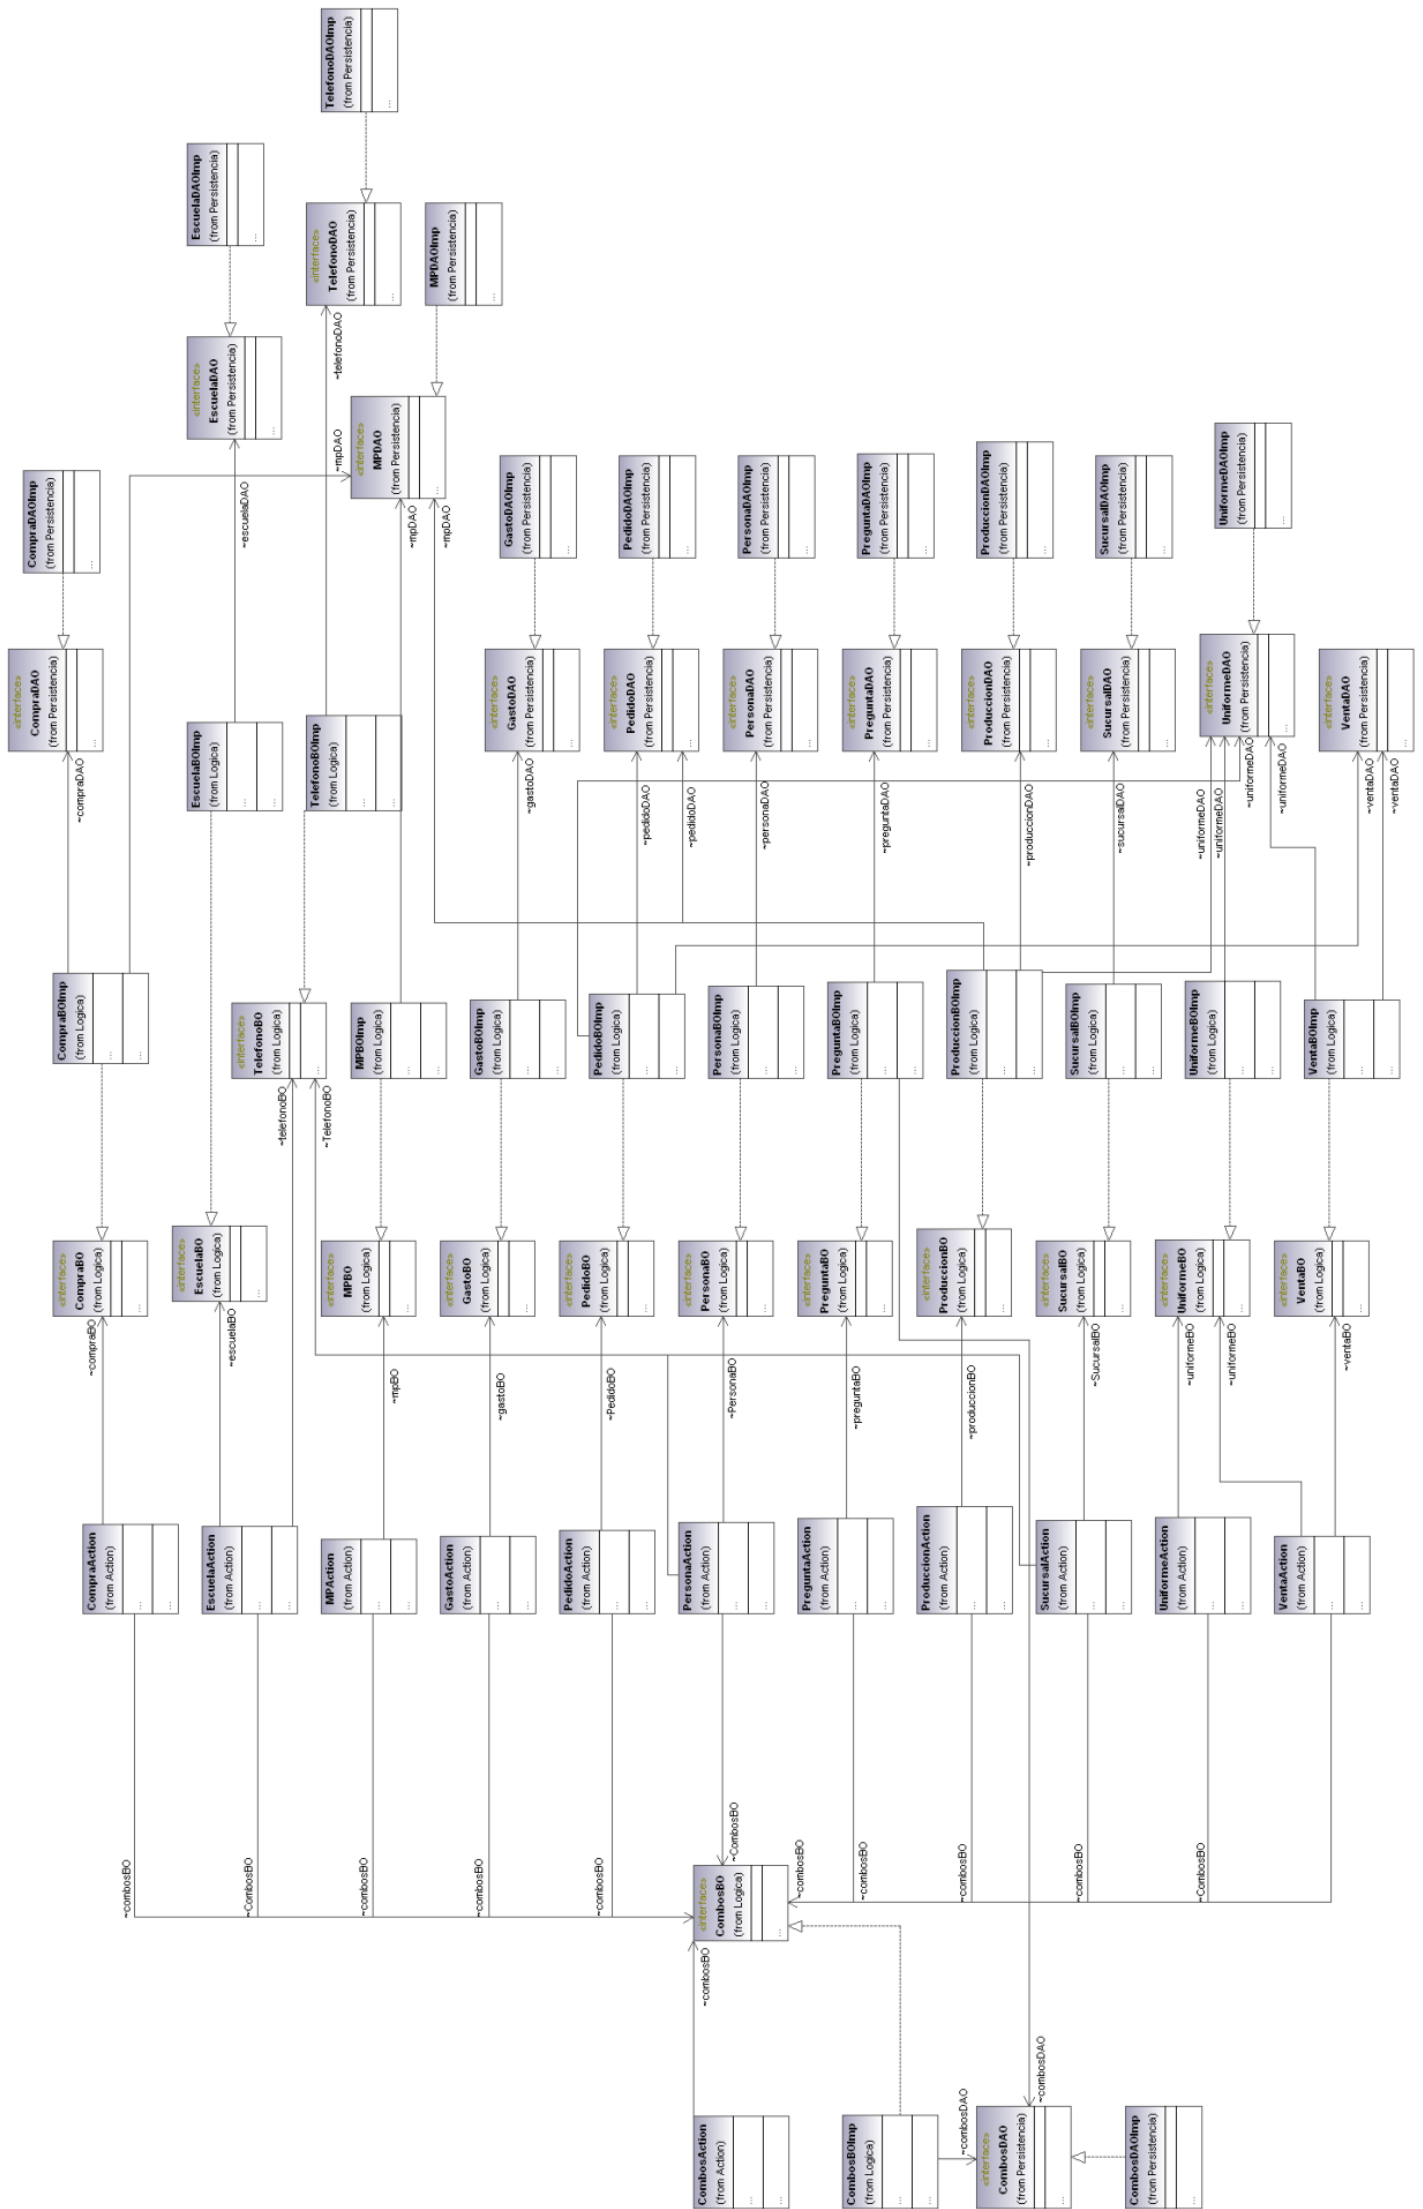 «interface»
CompraDAO
(from Persistencia)
CompraDAOImp
(from Persistencia)
~compraDAO
CompraBOImp
(from Logica)
«interface»
CompraBO
(from Logica)
~compraBO
CompraAction
(from Action)
~combosBO
EscuelaDAOImp
(from Persistencia)
«interface»
EscuelaDAO
(from Persistencia)
~escuelaDAO
EscuelaBOImp
(from Logica)
«interface»
EscuelaBO
(from Logica)
~escuelaBO
EscuelaAction
(from Action)
~CombosBO
TelefonoDAOImp
(from Persistencia)
«interface»
TelefonoDAO
(from Persistencia)
~telefonoDAO
TelefonoBOImp
(from Logica)
«interface»
TelefonoBO
(from Logica)
~telefonoBO
~TelefonoBO
MPDAOImp
(from Persistencia)
«interface»
MPDAO
(from Persistencia)
~mpDAO
~mpDAO
~mpDAO
MPBOImp
(from Logica)
«interface»
MPBO
(from Logica)
~mpBO
MPAction
(from Action)
~combosBO
GastoDAOImp
(from Persistencia)
«interface»
GastoDAO
(from Persistencia)
~gastoDAO
GastoBOImp
(from Logica)
«interface»
GastoBO
(from Logica)
~gastoBO
GastoAction
(from Action)
~combosBO
PedidoDAOImp
(from Persistencia)
«interface»
PedidoDAO
(from Persistencia)
~pedidoDAO
~pedidoDAO
PedidoBOImp
(from Logica)
«interface»
PedidoBO
(from Logica)
~PedidoBO
PedidoAction
(from Action)
~combosBO
PersonaDAOImp
(from Persistencia)
«interface»
PersonaDAO
(from Persistencia)
~personaDAO
PersonaBOImp
(from Logica)
«interface»
PersonaBO
(from Logica)
~PersonaBO
PersonaAction
(from Action)
~CombosBO
PreguntaDAOImp
(from Persistencia)
«interface»
PreguntaDAO
(from Persistencia)
~preguntaDAO
PreguntaBOImp
(from Logica)
«interface»
PreguntaBO
(from Logica)
~preguntaBO
PreguntaAction
(from Action)
~combosBO
~combosBO
ProduccionDAOImp
(from Persistencia)
«interface»
ProduccionDAO
(from Persistencia)
~produccionDAO
ProduccionBOImp
(from Logica)
«interface»
ProduccionBO
(from Logica)
~produccionBO
ProduccionAction
(from Action)
~combosBO
SucursalDAOImp
(from Persistencia)
«interface»
SucursalDAO
(from Persistencia)
~sucursalDAO
SucursalBOImp
(from Logica)
«interface»
SucursalBO
(from Logica)
~SucursalBO
SucursalAction
(from Action)
~combosBO
UniformeDAOImp
(from Persistencia)
«interface»
UniformeDAO
(from Persistencia)
~uniformeDAO
~uniformeDAO
~uniformeDAO
~uniformeDAO
UniformeBOImp
(from Logica)
«interface»
UniformeBO
(from Logica)
~uniformeBO
~uniformeBO
UniformeAction
(from Action)
~CombosBO
«interface»
VentaDAO
(from Persistencia)
~ventaDAO
~ventaDAO
VentaBOImp
(from Logica)
«interface»
VentaBO
(from Logica)
~ventaBO
VentaAction
(from Action)
«interface»
CombosBO
(from Logica)
~combosBO
CombosAction
(from Action)
CombosBOImp
(from Logica)
~combosDAO
~combosDAO
«interface»
CombosDAO
(from Persistencia)
CombosDAOImp
(from Persistencia)